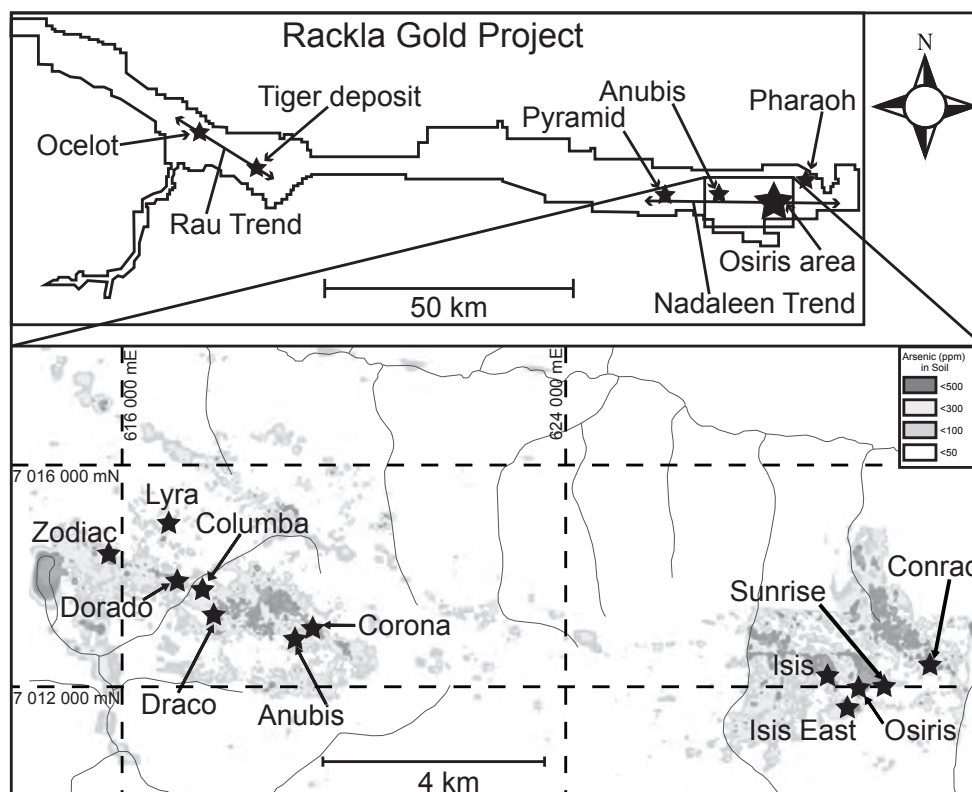 Rackla Gold Project
N
Tiger deposit
Anubis
Pharaoh
Pyramid
Ocelot
Rau Trend
Osiris area
50 km
Nadaleen Trend
616 000 mE
624 000 mE
Arsenic (ppm)
in Soil
<500
<300
<100
<50
7 016 000 mN
Lyra
Columba
Zodiac
Conrad
Dorado
Sunrise
Corona
Isis
7 012 000 mN
Draco
Anubis
Isis East
Osiris
4 km